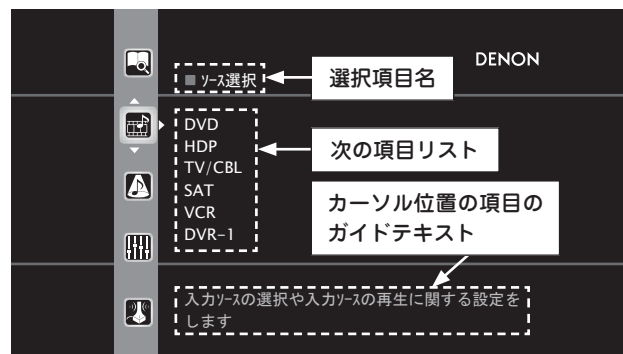 DENON
■ ソース選択
選択項目名
DVD
HDP
TV/CBL
SAT
VCR
DVR-1
次の項目リスト
カーソル位置の項目の
ガイドテキスト
入力ソースの選択や入力ソースの再生に関する設定を
します